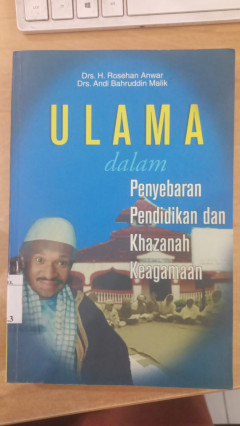 Drs. H. Rosehan Anwar
Drs. Andi Bahruddin Malik
ULAMA
dalam
Penyebaran
Pendidikan dan
Khazanah
Keagamaan